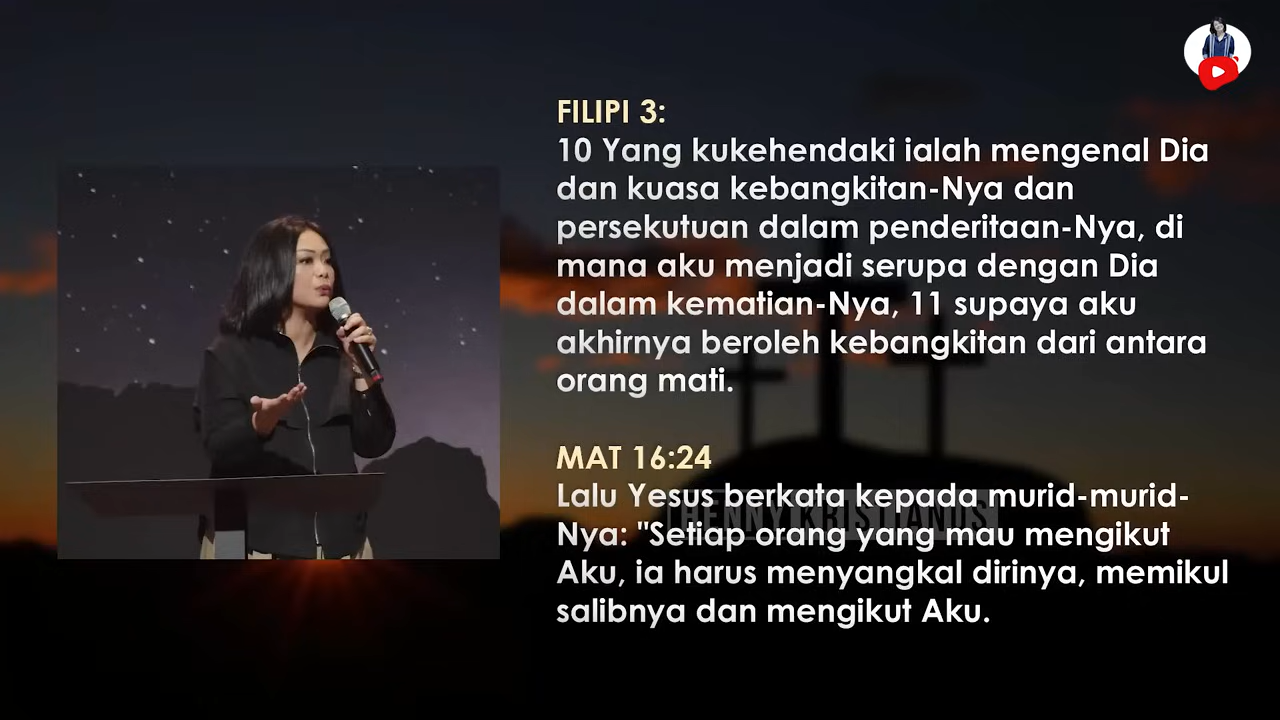 FILIPI 3:
10 Yang kukehendaki ialah mengenal Dia
dan kuasa kebangkitan-Nya dan
persekutuan dalam penderitaan-Nya, di
mana aku menjadi serupa dengan Dia
dalam kematian-Nya, 11 supaya aku
akhirnya beroleh kebangkitan dari antara
orang mati.
MAT 16:24
Lalu Yesus berkata kepada murid-murid-
Nya: "Setiap orang yang mau mengikut
Aku, ia harus menyangkal dirinya, memikul
salibnya dan mengikut Aku.
HENNY KRISTIANUS